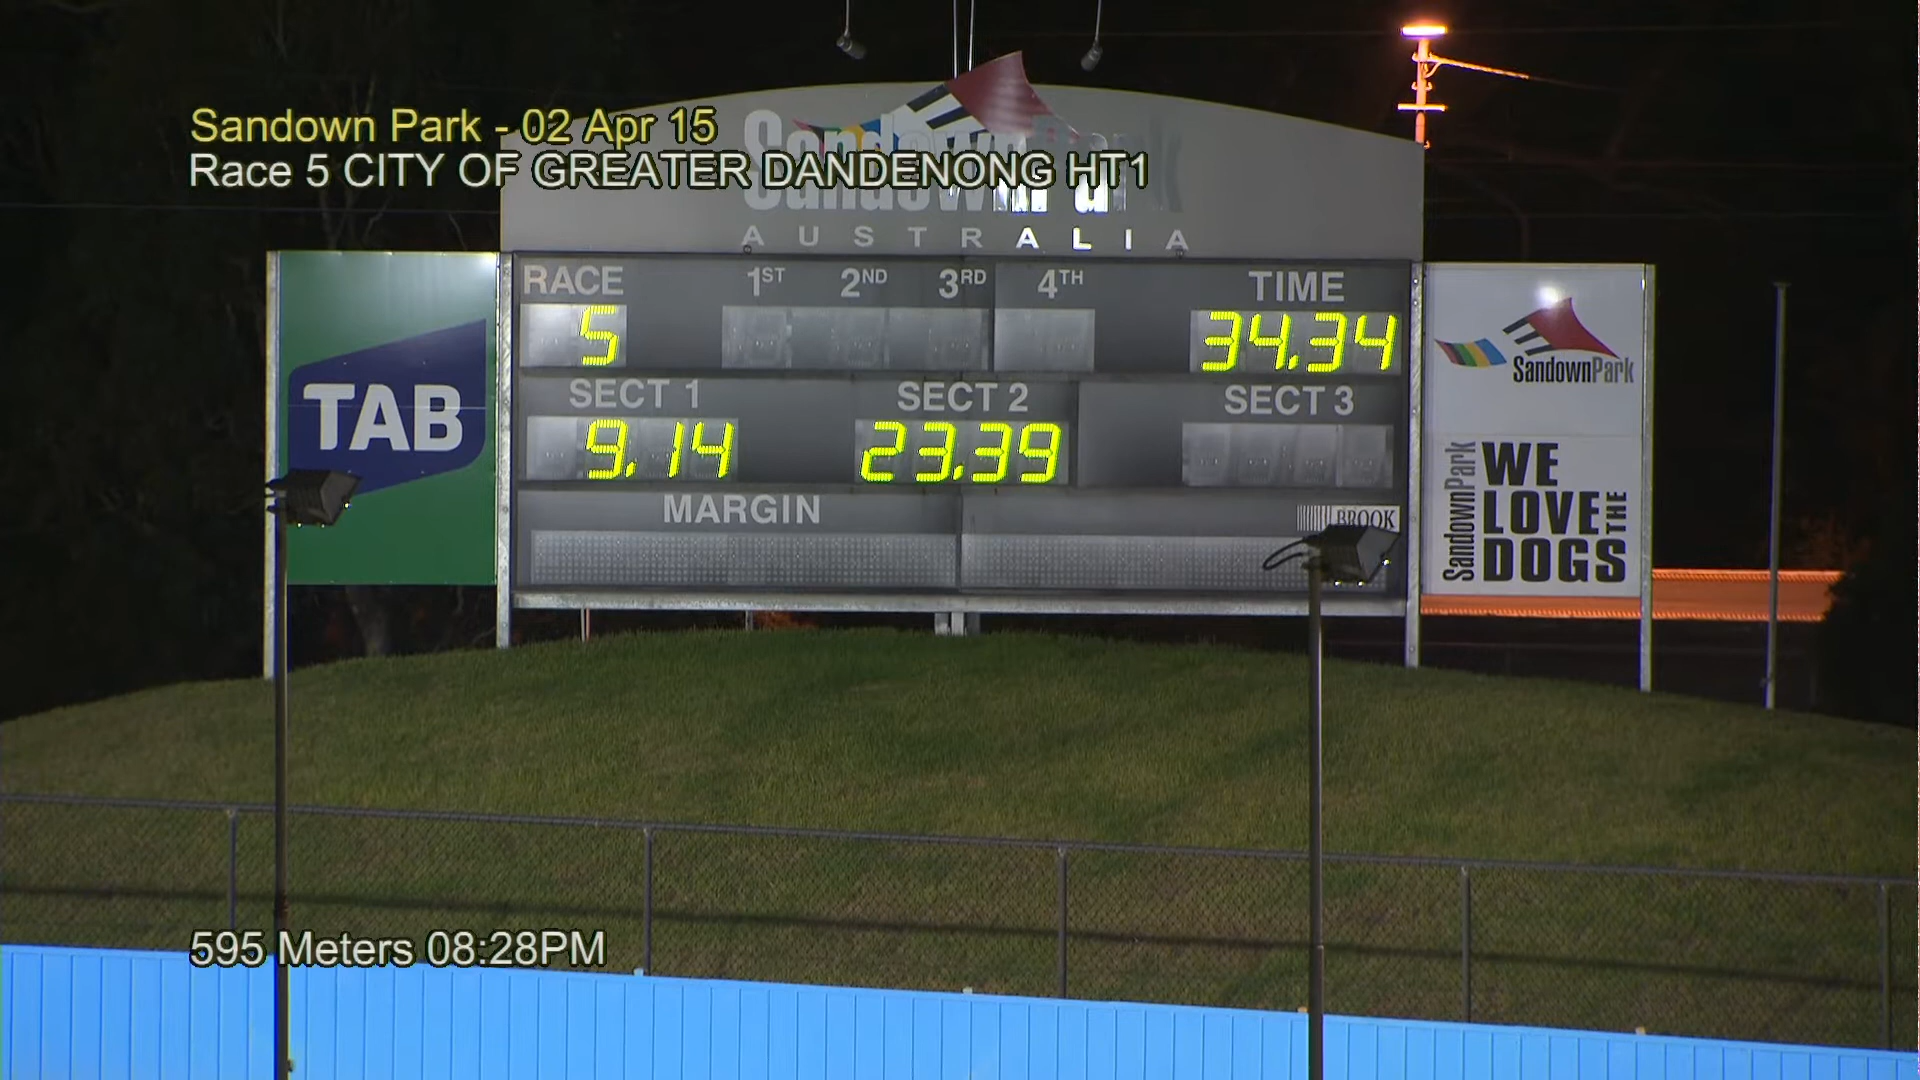 Sandown Park - 02 Apr 15
Race 5 CITY OF GREATER DANDENONG HT1
SandownPark
AUSTRALIA
RACE 1ST 2ND 3RD 4TH TIME
5 34.34
SECT 1 SECT 2 SECT 3
9.14 23.39
MARGIN
BROOK
TAB
SandownPark
SandownPark
WE
LOVE THE
DOGS
595 Meters 08:28PM